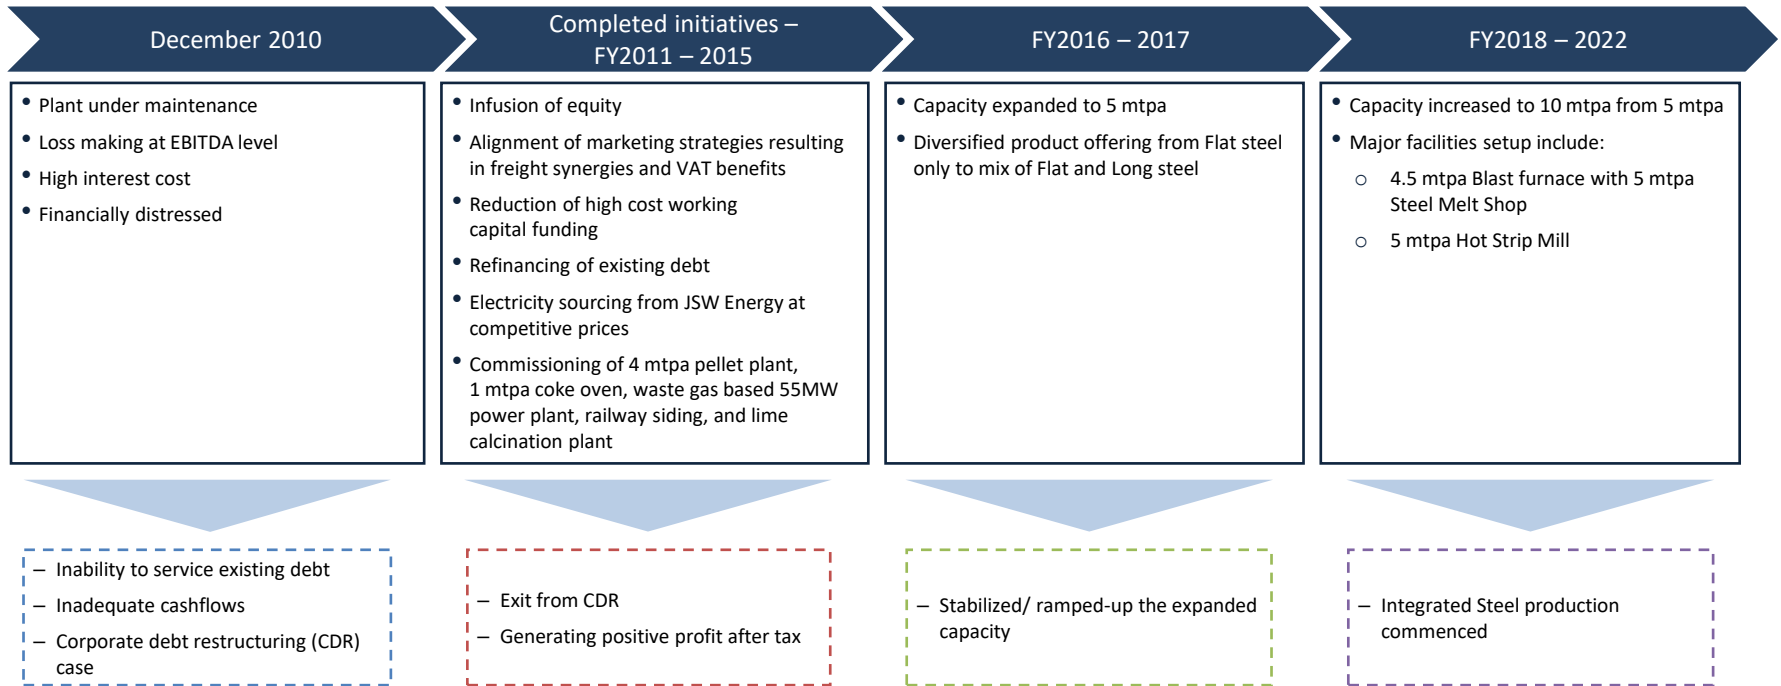 December 2010
• Plant under maintenance
• Loss making at EBITDA level
• High interest cost
• Financially distressed
– Inability to service existing debt
– Inadequate cashflows
– Corporate debt restructuring (CDR)
case
Completed initiatives –
FY2011 – 2015
• Infusion of equity
• Alignment of marketing strategies resulting
in freight synergies and VAT benefits
• Reduction of high cost working
capital funding
• Refinancing of existing debt
• Electricity sourcing from JSW Energy at
competitive prices
• Commissioning of 4 mtpa pellet plant,
1 mtpa coke oven, waste gas based 55MW
power plant, railway siding, and lime
calcination plant
– Exit from CDR
– Generating positive profit after tax
FY2016 – 2017
• Capacity expanded to 5 mtpa
• Diversified product offering from Flat steel
only to mix of Flat and Long steel
– Stabilized/ ramped-up the expanded
capacity
FY2018 – 2022
• Capacity increased to 10 mtpa from 5 mtpa
• Major facilities setup include:
o 4.5 mtpa Blast furnace with 5 mtpa
Steel Melt Shop
o 5 mtpa Hot Strip Mill
– Integrated Steel production
commenced